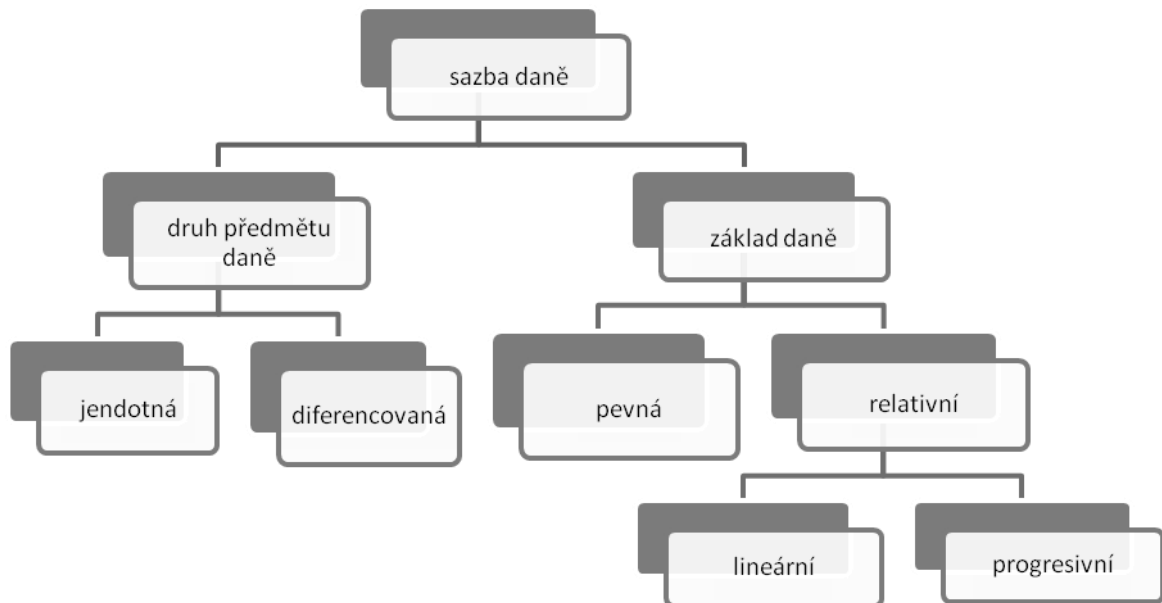 sazba daně
druh předmětu
daně
základ daně
jendotná
diferencovaná
pevná
relativní
lineární
progresivní